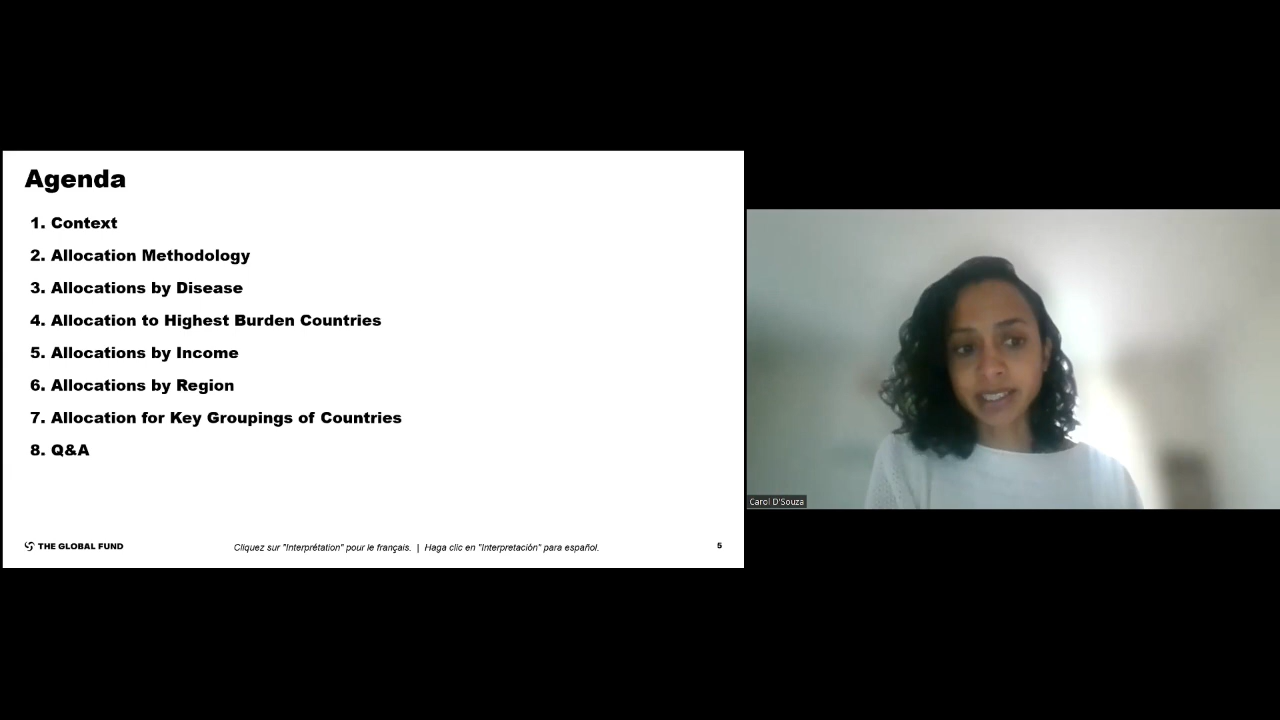 Agenda
1. Context
2. Allocation Methodology
3. Allocations by Disease
4. Allocation to Highest Burden Countries
5. Allocations by Income
6. Allocations by Region
7. Allocation for Key Groupings of Countries
8. Q&A
THE GLOBAL FUND
Cliquez sur "Interprétation" pour le français. | Haga clic en "Interpretación" para español.
5
Carol D'Souza